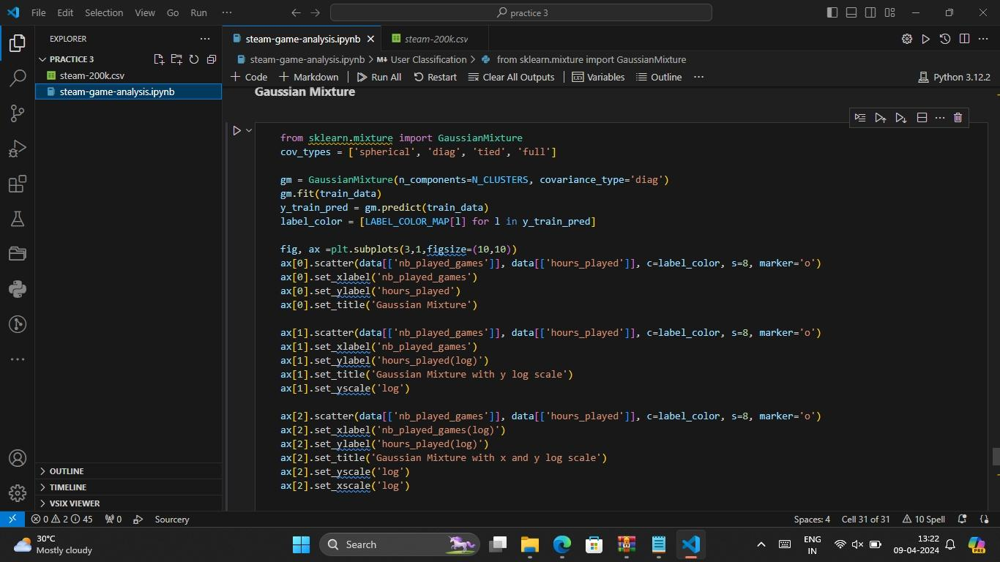 File Edit Selection View Go Run ··· practice 3
EXPLORER ···
PRACTICE 3
steam-200k.csv
steam-game-analysis.ipynb
OUTLINE
TIMELINE
VSIX VIEWER
steam-game-analysis.ipynb steam-200k.csv
steam-game-analysis.ipynb > M↓ User Classification > from sklearn.mixture import GaussianMixture
+ Code + Markdown Run All Restart Clear All Outputs Variables Outline ··· Python 3.12.2
Gaussian Mixture
from sklearn.mixture import GaussianMixture
cov_types = ['spherical', 'diag', 'tied', 'full']
gm = GaussianMixture(n_components=N_CLUSTERS, covariance_type='diag')
gm.fit(train_data)
y_train_pred = gm.predict(train_data)
label_color = [LABEL_COLOR_MAP[l] for l in y_train_pred]
fig, ax =plt.subplots(3,1,figsize=(10,10))
ax[0].scatter(data[['nb_played_games']], data[['hours_played']], c=label_color, s=8, marker='o')
ax[0].set_xlabel('nb_played_games')
ax[0].set_ylabel('hours_played')
ax[0].set_title('Gaussian Mixture')
ax[1].scatter(data[['nb_played_games']], data[['hours_played']], c=label_color, s=8, marker='o')
ax[1].set_xlabel('nb_played_games')
ax[1].set_ylabel('hours_played(log)')
ax[1].set_title('Gaussian Mixture with y log scale')
ax[1].set_yscale('log')
ax[2].scatter(data[['nb_played_games']], data[['hours_played']], c=label_color, s=8, marker='o')
ax[2].set_xlabel('nb_played_games(log)')
ax[2].set_ylabel('hours_played(log)')
ax[2].set_title('Gaussian Mixture with x and y log scale')
ax[2].set_yscale('log')
ax[2].set_xscale('log')
0 2 45 0 Sourcery Spaces: 4 Cell 31 of 31 10 Spell
30°C
Mostly cloudy
Search
PRE
ENG
IN
13:22
09-04-2024